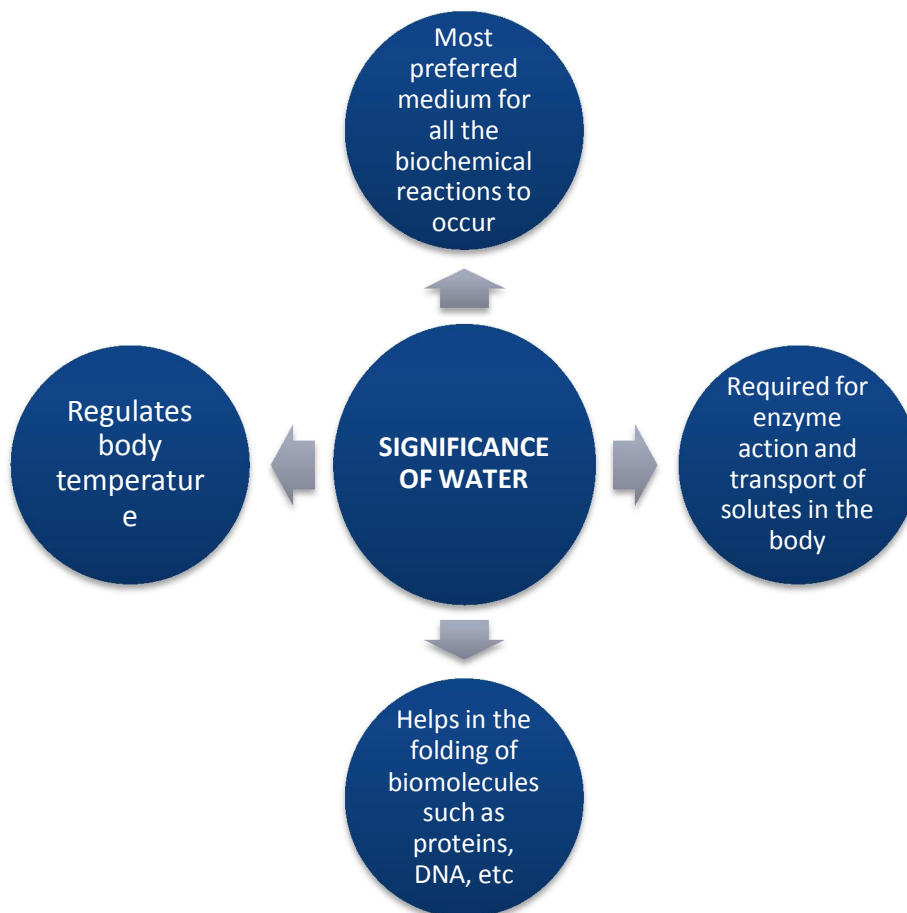 Most
preferred
medium for
all the
biochemical
reactions to
occur
Regulates
body
temperatur
e
SIGNIFICANCE
OF WATER
Required for
enzyme
action and
transport of
solutes in the
body
Helps in the
folding of
biomolecules
such as
proteins,
DNA, etc